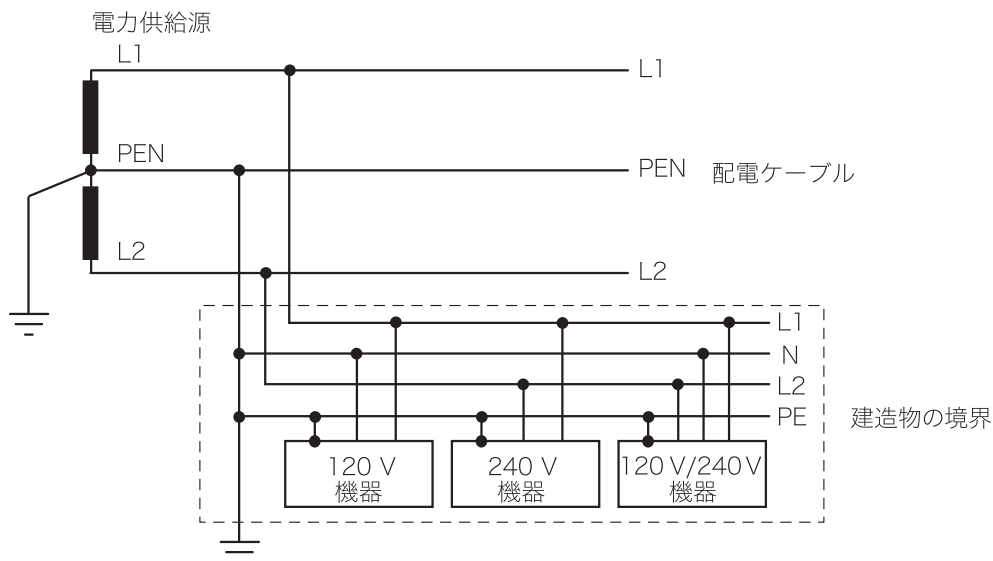 電力供給源
L1
L1
PEN
PEN
配電ケーブル
L2
L2
L1
N
L2
PE
建造物の境界
120 V
機器
240 V
機器
120 V/240 V
機器